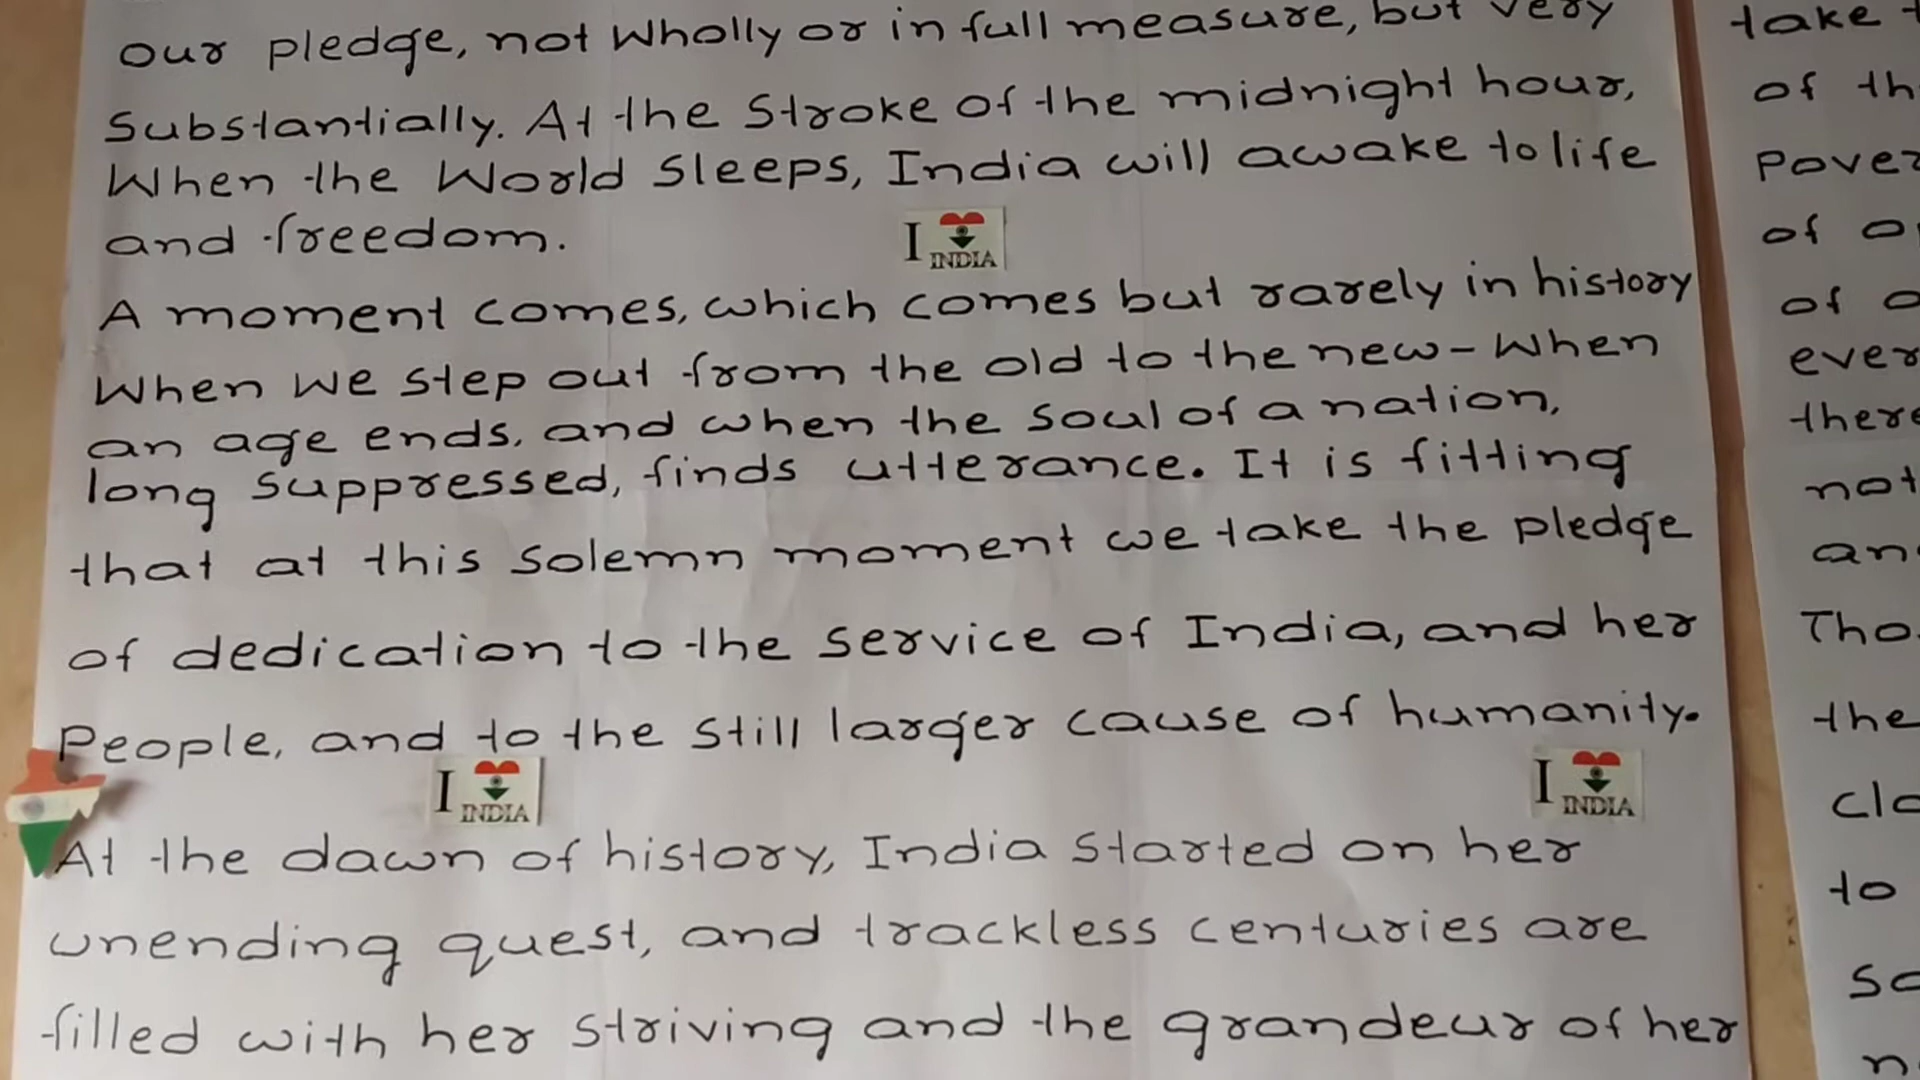 our pledge, not wholly or in full measure, but very
Substantially. At the Stroke of the midnight hour,
When the World Sleeps, India will awake to life
and freedom.
I INDIA
A moment comes, which comes but rarely in history
When we step out from the old to the new - When
an age ends, and when the soul of a nation,
long suppressed, finds utterance. It is fitting
that at this solemn moment we take the pledge
of dedication to the service of India, and her
People, and to the still larger cause of humanity.
I INDIA
I INDIA
At the dawn of history, India started on her
unending quest, and trackless centuries are
filled with her striving and the grandeur of her
take
of
of
of
not
the
to